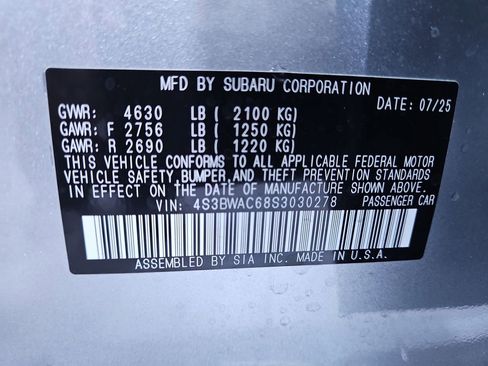 MFD BY SUBARU CORPORATION
DATE: 07/25
GVWR: 4630 LB ( 2100 KG)
GAWR: F 2756 LB ( 1250 KG)
GAWR: R 2690 LB ( 1220 KG)
THIS VEHICLE CONFORMS TO ALL APPLICABLE FEDERAL MOTOR
VEHICLE SAFETY, BUMPER, AND THEFT PREVENTION STANDARDS
IN EFFECT ON THE DATE OF MANUFACTURE SHOWN ABOVE.
VIN: 4S3BWAC68S3030278 PASSENGER CAR
ASSEMBLED BY SIA INC. MADE IN U.S.A.